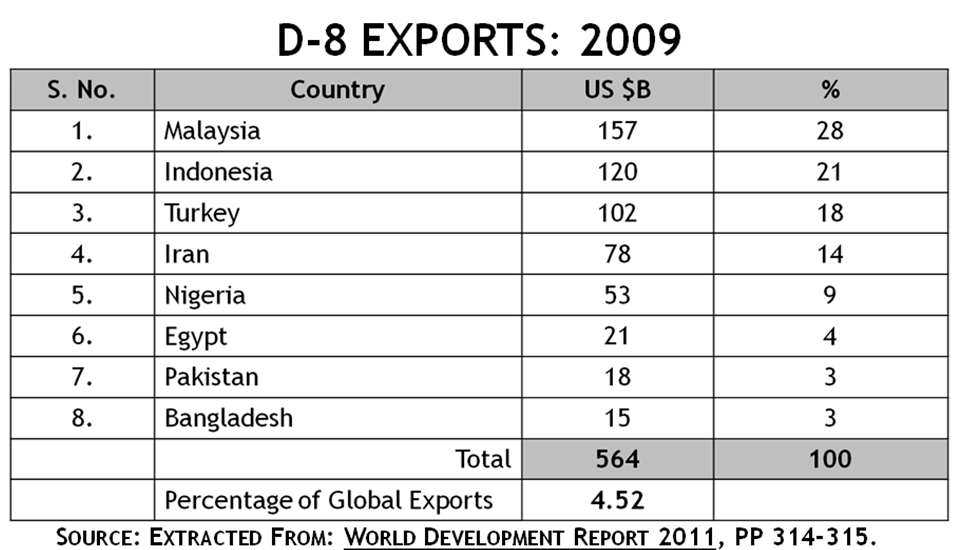 D-8 EXPORTS: 2009
S. No. Country US $B %
1. Malaysia 157 28
2. Indonesia 120 21
3. Turkey 102 18
4. Iran 78 14
5. Nigeria 53 9
6. Egypt 21 4
7. Pakistan 18 3
8. Bangladesh 15 3
Total 564 100
Percentage of Global Exports 4.52
SOURCE: EXTRACTED FROM: WORLD DEVELOPMENT REPORT 2011, PP 314-315.